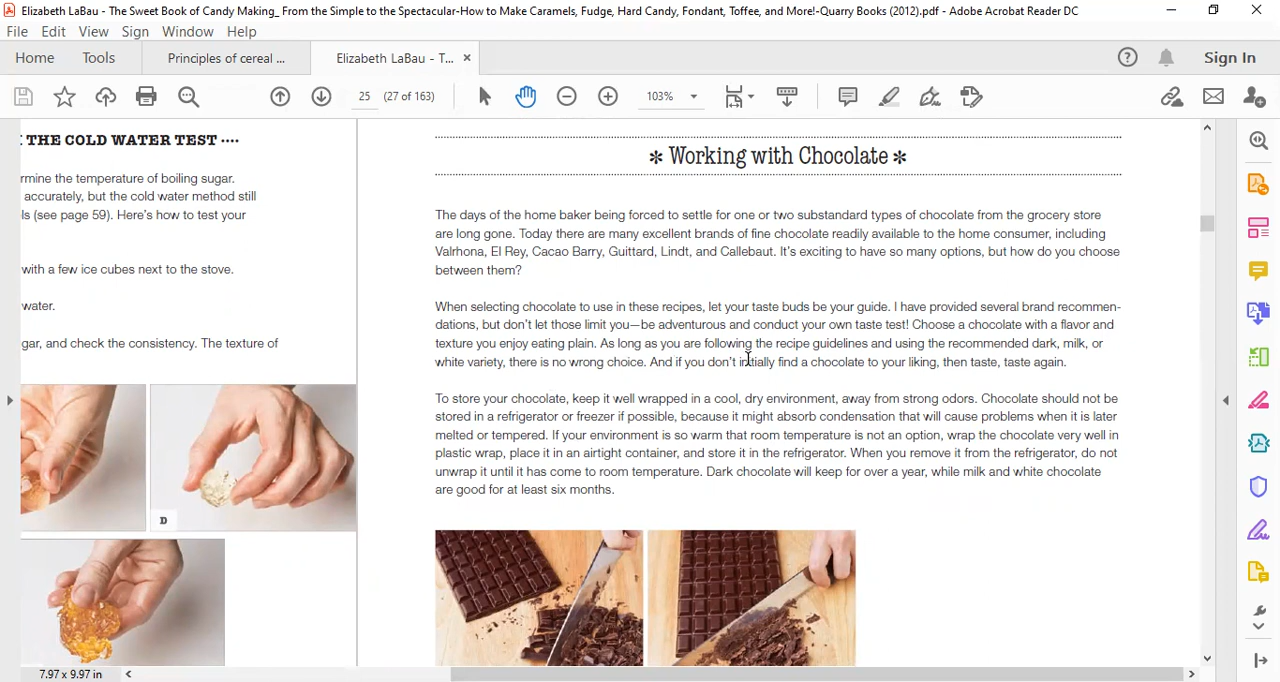 Elizabeth LaBau - The Sweet Book of Candy Making_ From the Simple to the Spectacular-How to Make Caramels, Fudge, Hard Candy, Fondant, Toffee, and More!-Quarry Books (2012).pdf - Adobe Acrobat Reader DC
File Edit View Sign Window Help
Home Tools Principles of cereal ... Elizabeth LaBau - T... ×
Sign In
25 (27 of 163) 103%
THE COLD WATER TEST ····
rmine the temperature of boiling sugar.
accurately, but the cold water method still
ls (see page 59). Here's how to test your
with a few ice cubes next to the stove.
water.
gar, and check the consistency. The texture of
D
* Working with Chocolate *
The days of the home baker being forced to settle for one or two substandard types of chocolate from the grocery store
are long gone. Today there are many excellent brands of fine chocolate readily available to the home consumer, including
Valrhona, El Rey, Cacao Barry, Guittard, Lindt, and Callebaut. It's exciting to have so many options, but how do you choose
between them?
When selecting chocolate to use in these recipes, let your taste buds be your guide. I have provided several brand recommen-
dations, but don't let those limit you—be adventurous and conduct your own taste test! Choose a chocolate with a flavor and
texture you enjoy eating plain. As long as you are following the recipe guidelines and using the recommended dark, milk, or
white variety, there is no wrong choice. And if you don't initially find a chocolate to your liking, then taste, taste again.
To store your chocolate, keep it well wrapped in a cool, dry environment, away from strong odors. Chocolate should not be
stored in a refrigerator or freezer if possible, because it might absorb condensation that will cause problems when it is later
melted or tempered. If your environment is so warm that room temperature is not an option, wrap the chocolate very well in
plastic wrap, place it in an airtight container, and store it in the refrigerator. When you remove it from the refrigerator, do not
unwrap it until it has come to room temperature. Dark chocolate will keep for over a year, while milk and white chocolate
are good for at least six months.
7.97 x 9.97 in